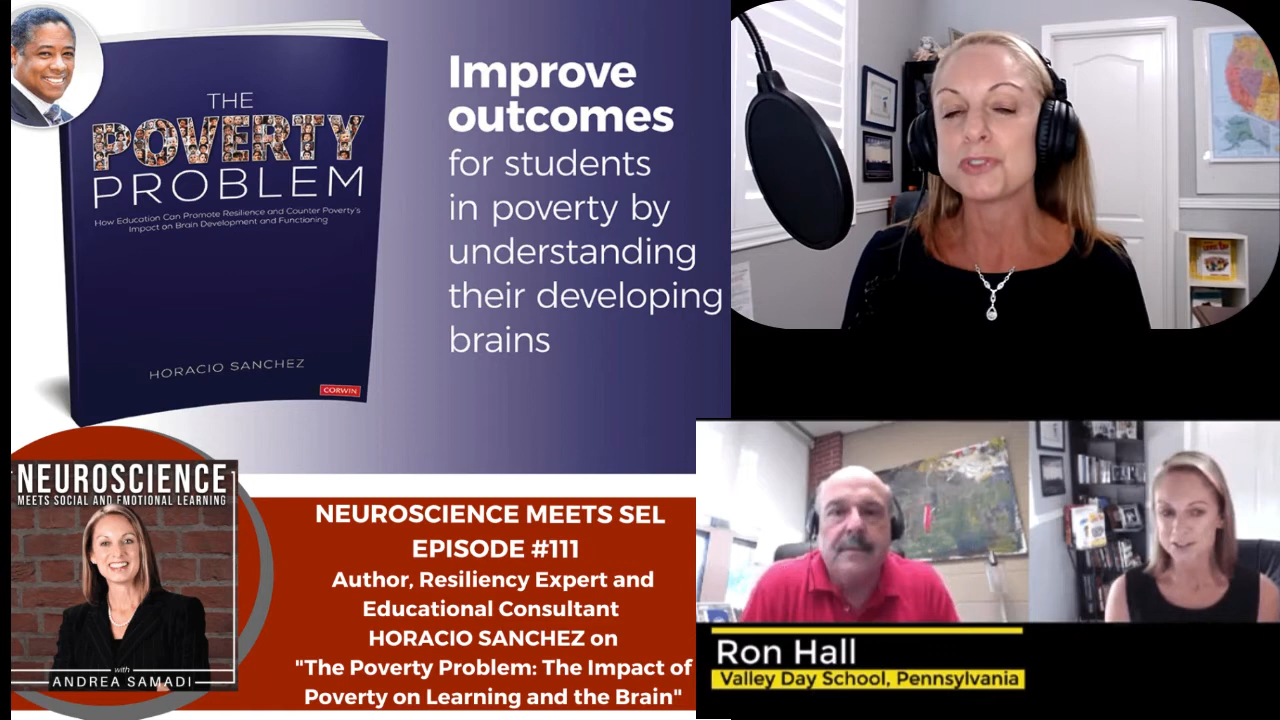 THE
POVERTY
PROBLEM
How Education Can Promote Resilience and Counter Poverty's
Impact on Brain Development and Functioning
HORACIO SANCHEZ
CORWIN
Improve
outcomes
for students
in poverty by
understanding
their developing
brains
NEUROSCIENCE
MEETS SOCIAL AND EMOTIONAL LEARNING
with
ANDREA SAMADI
NEUROSCIENCE MEETS SEL
EPISODE #111
Author, Resiliency Expert and
Educational Consultant
HORACIO SANCHEZ on
"The Poverty Problem: The Impact of
Poverty on Learning and the Brain"
Ron Hall
Valley Day School, Pennsylvania